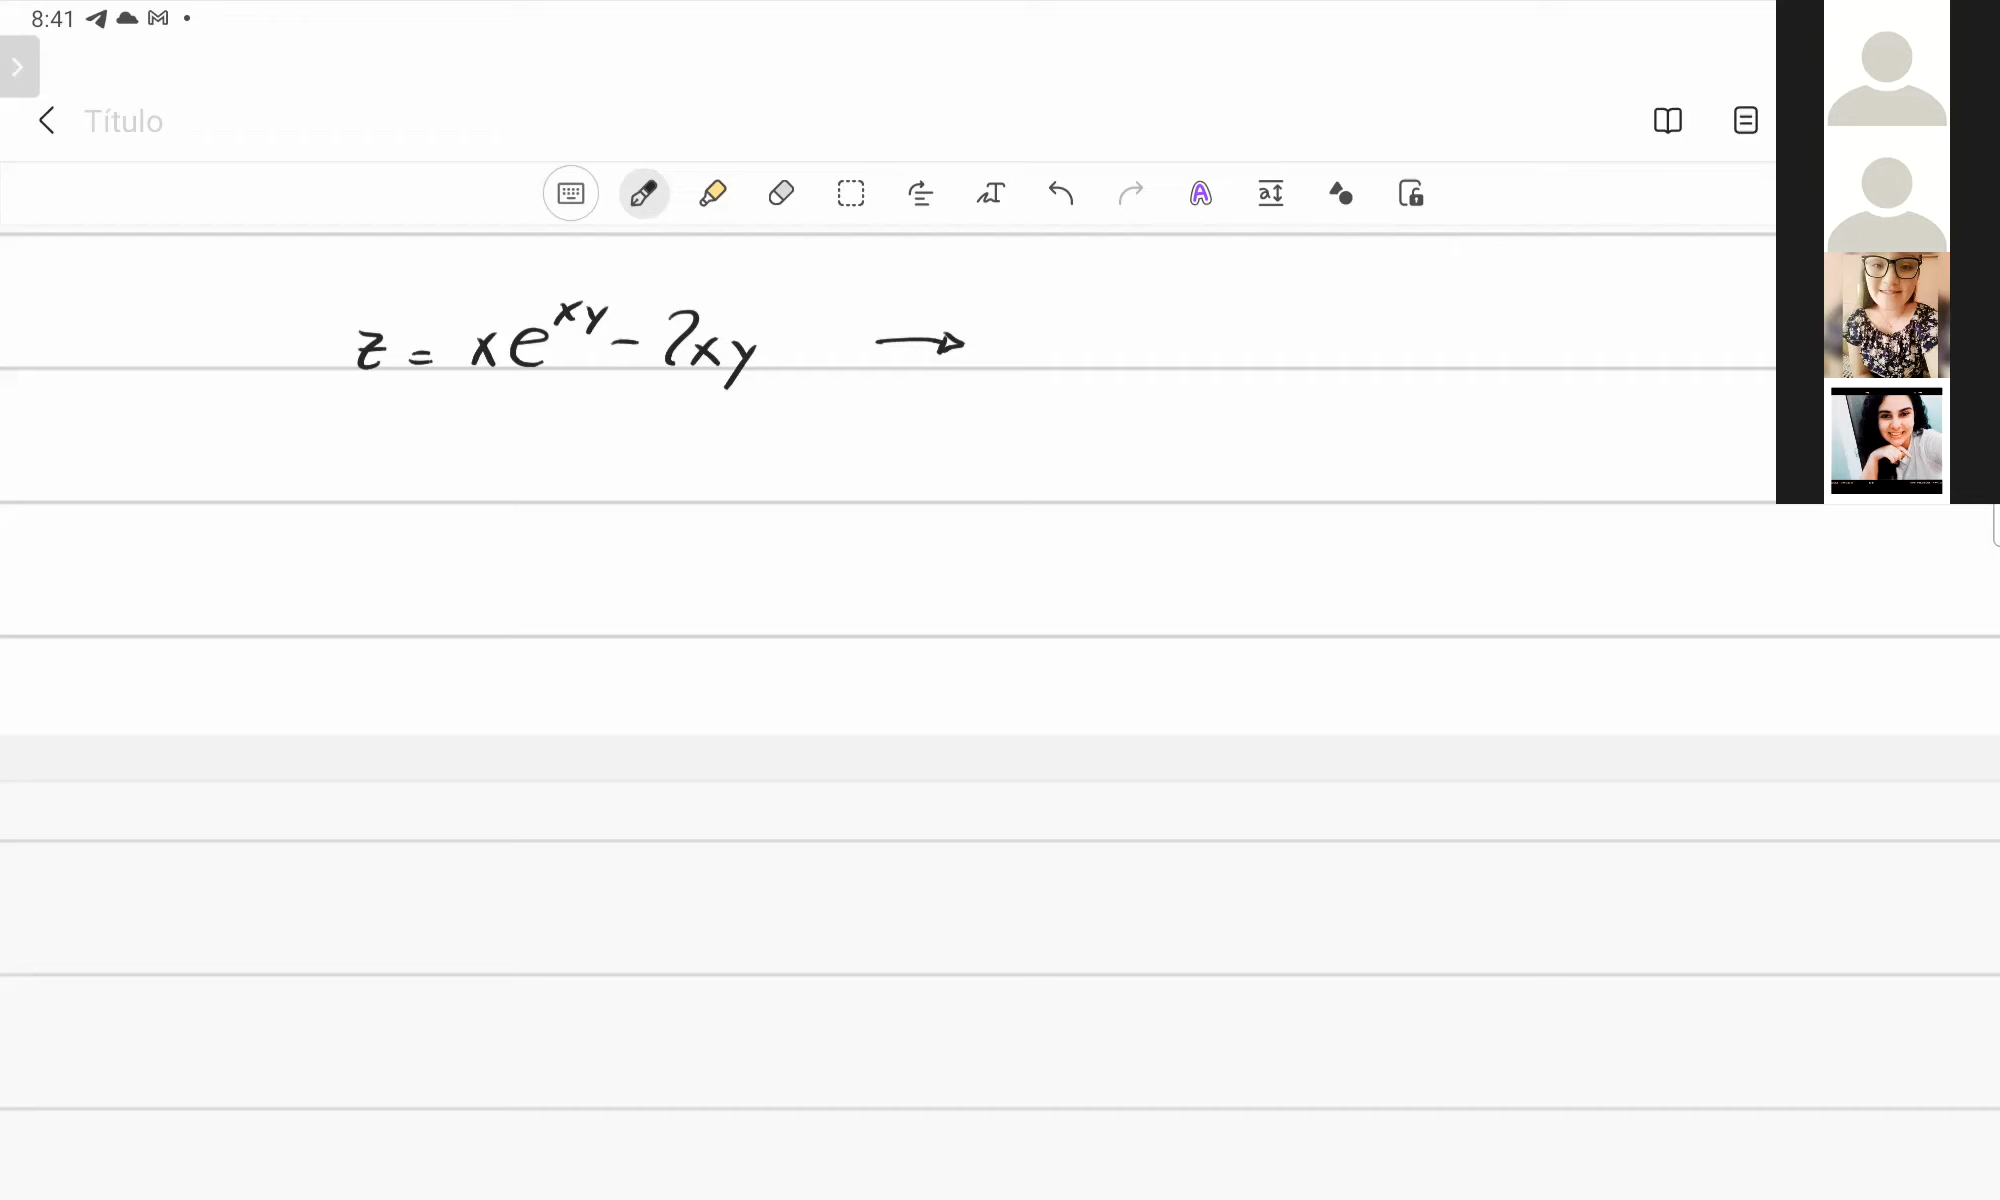 8:41
Título
z = xe^{xy} - 2xy →